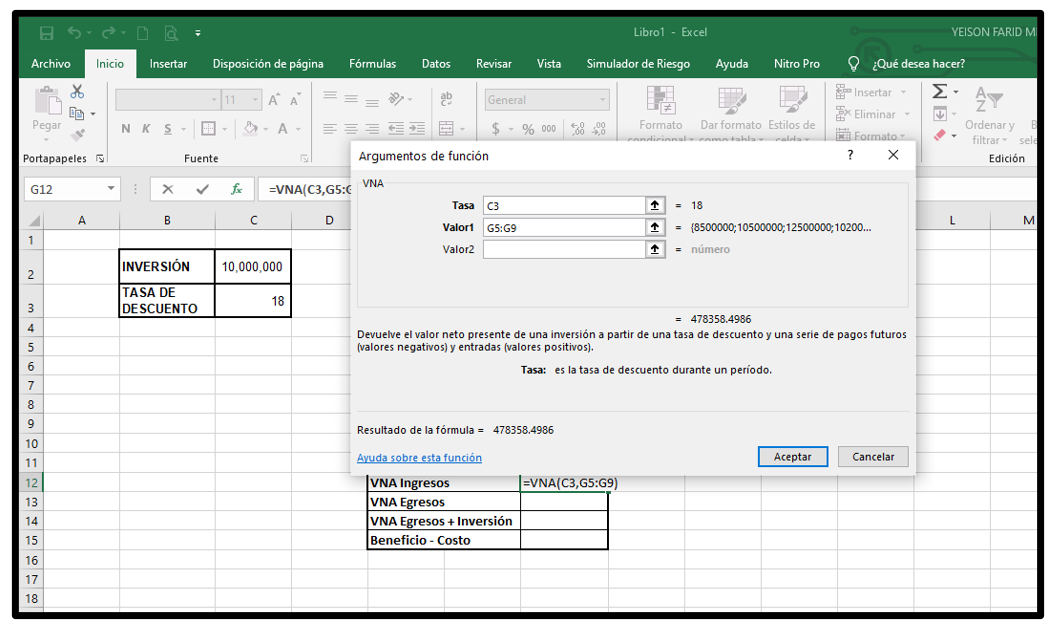 Libro1 - Excel
YEISON FARID M
Archivo Inicio Insertar Disposición de página Fórmulas Datos Revisar Vista Simulador de Riesgo Ayuda Nitro Pro ¿Qué desea hacer?
Pegar
11
N K S
A A
ab
General
$ % 000
Formato
condicional
Dar formato
como tabla
Estilos de
celda
Insertar
Eliminar
Formato
Ordenar y
filtrar
Portapapeles Fuente Edición
G12 fx =VNA(C3,G5:G
A B C D L M
1
2 INVERSIÓN 10,000,000
3 TASA DE
DESCUENTO 18
4
5
6
7
8
9
10
11
12 VNA Ingresos =VNA(C3,G5:G9)
13 VNA Egresos
14 VNA Egresos + Inversión
15 Beneficio - Costo
16
17
18
Argumentos de función ?
VNA
Tasa C3 = 18
Valor1 G5:G9 = {8500000;10500000;12500000;10200...
Valor2 = número
= 478358.4986
Devuelve el valor neto presente de una inversión a partir de una tasa de descuento y una serie de pagos futuros
(valores negativos) y entradas (valores positivos).
Tasa: es la tasa de descuento durante un período.
Resultado de la fórmula = 478358.4986
Ayuda sobre esta función Aceptar Cancelar